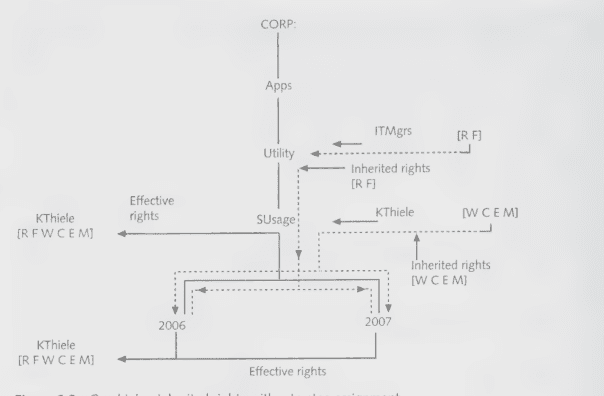 CORP:
Apps
ITMgrs
[R F]
Utility
Inherited rights
[R F]
Effective
rights
KThiele
[R F W C E M]
SUsage
KThiele
[W C E M]
Inherited rights
[W C E M]
2006
2007
KThiele
[R F W C E M]
Effective rights